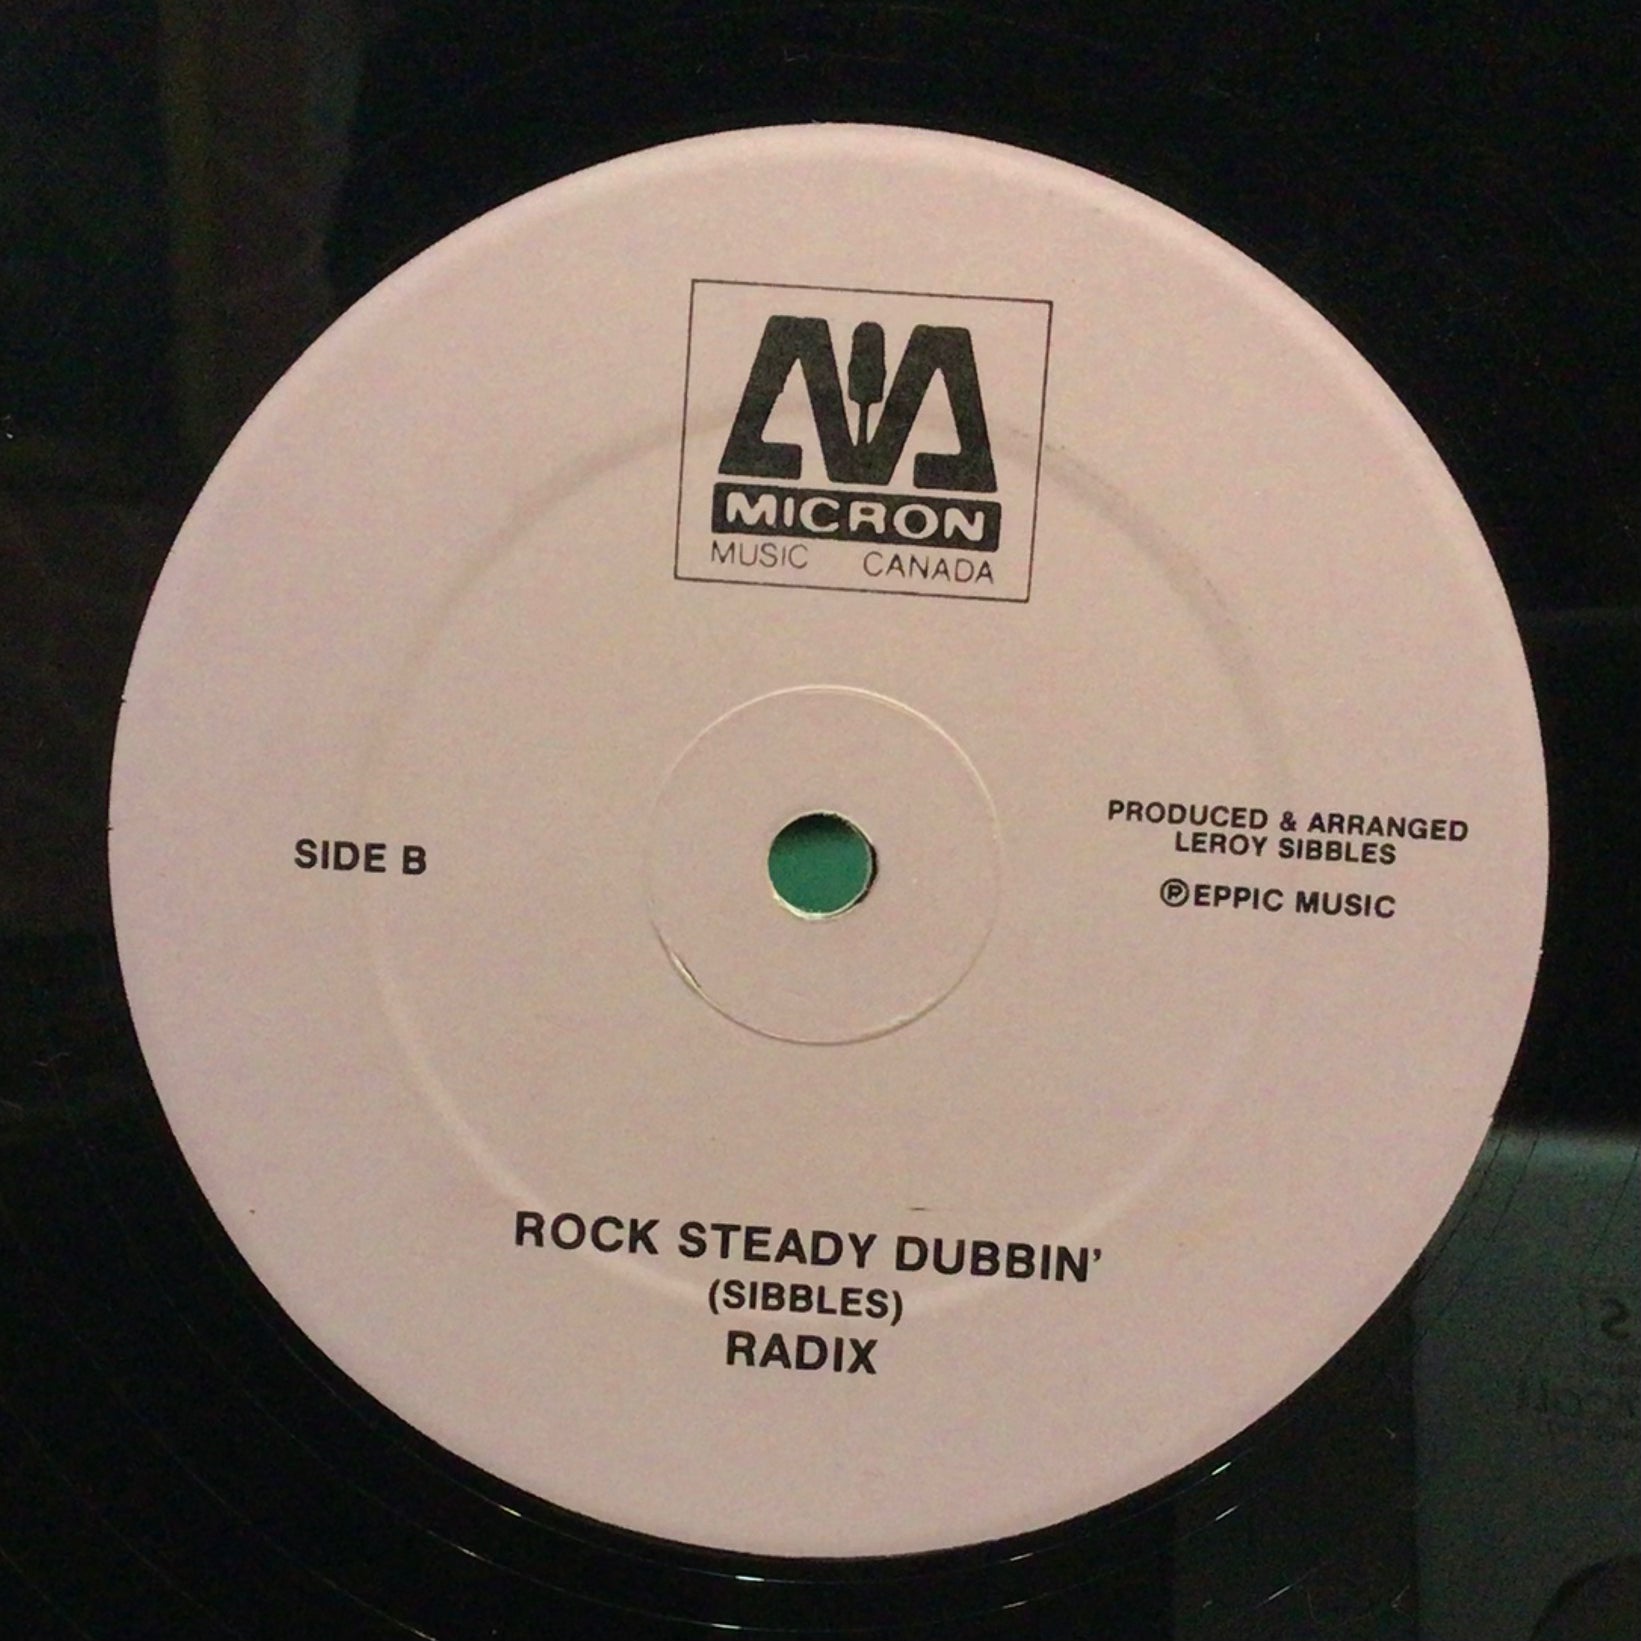 MICRON
MUSIC CANADA
SIDE B
PRODUCED & ARRANGED
LEROY SIBBLES
℗EPPIC MUSIC
ROCK STEADY DUBBIN'
(SIBBLES)
RADIX